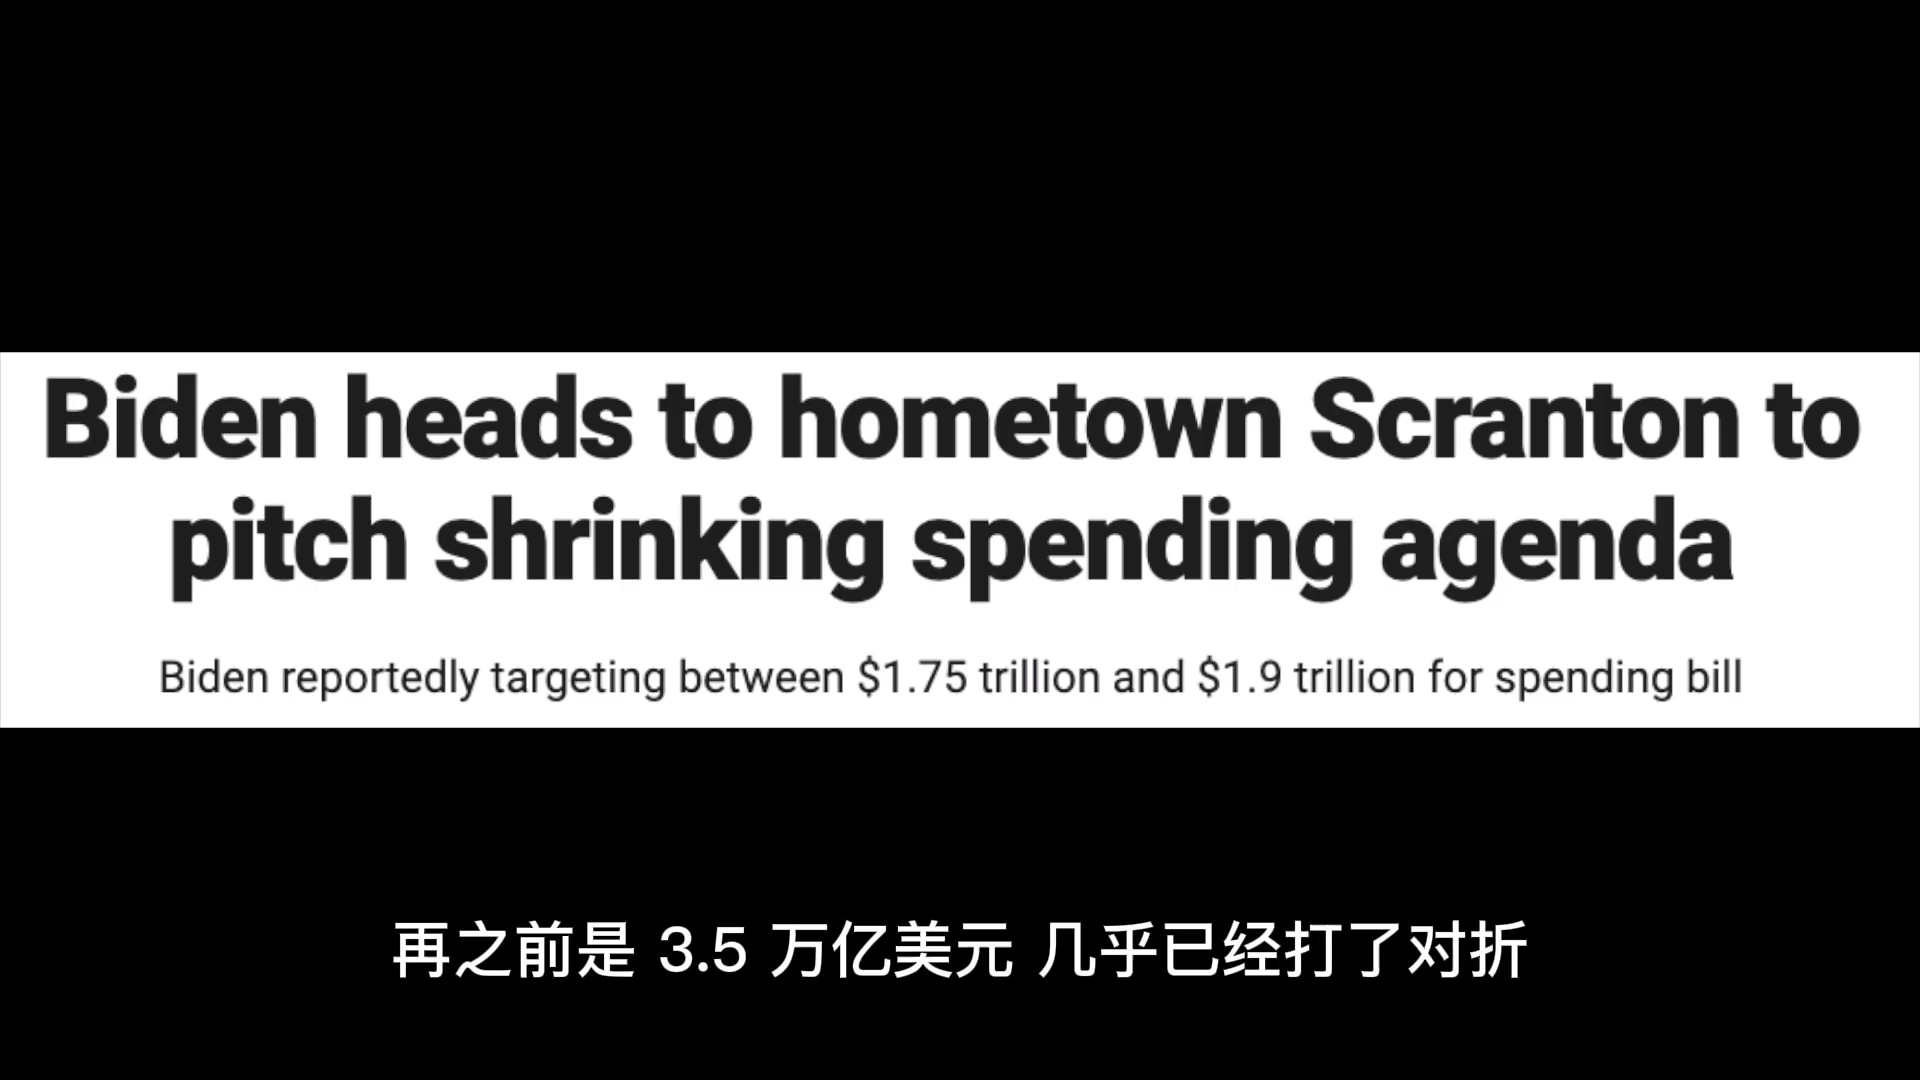 Biden heads to hometown Scranton to
pitch shrinking spending agenda
Biden reportedly targeting between $1.75 trillion and $1.9 trillion for spending bill
再之前是 3.5 万亿美元 几乎已经打了对折